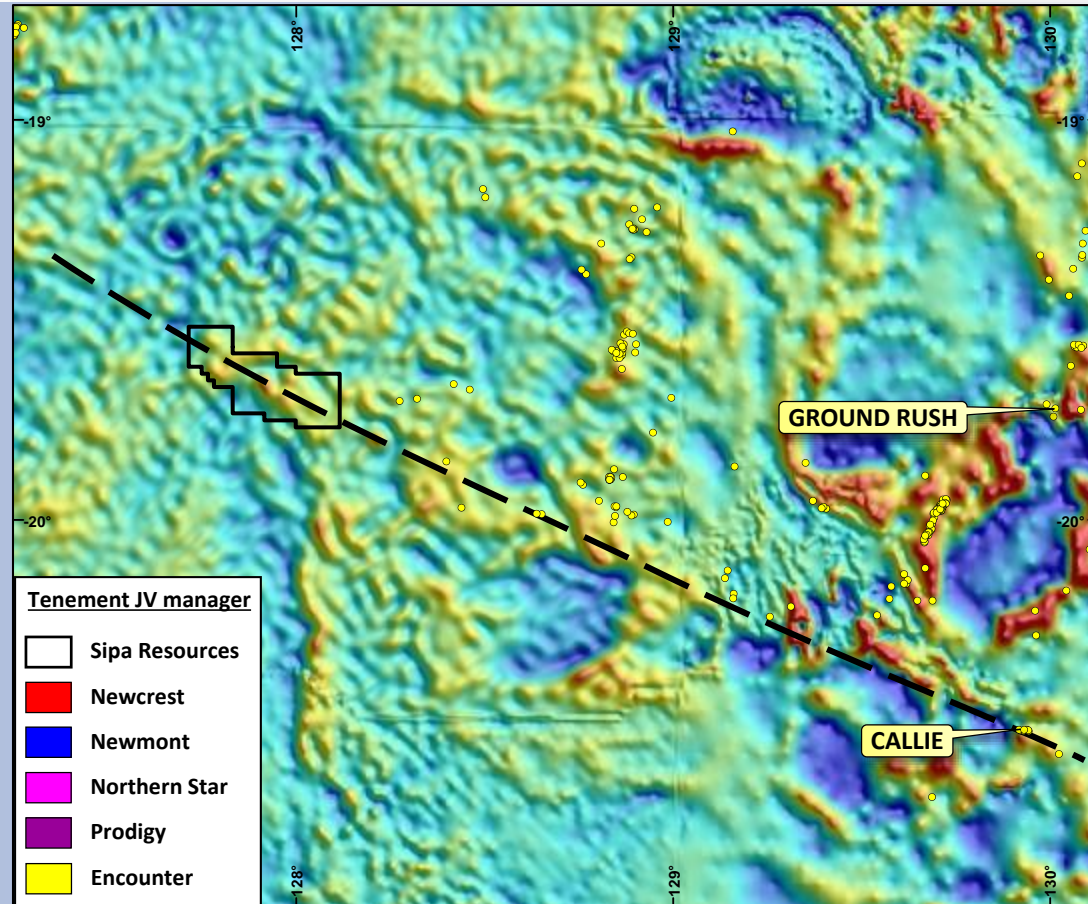 128°
129°
130°
-19°
-19°
GROUND RUSH
-20°
-20°
CALLIE
Tenement JV manager
Sipa Resources
Newcrest
Newmont
Northern Star
Prodigy
Encounter
-128°
-129°
-130°